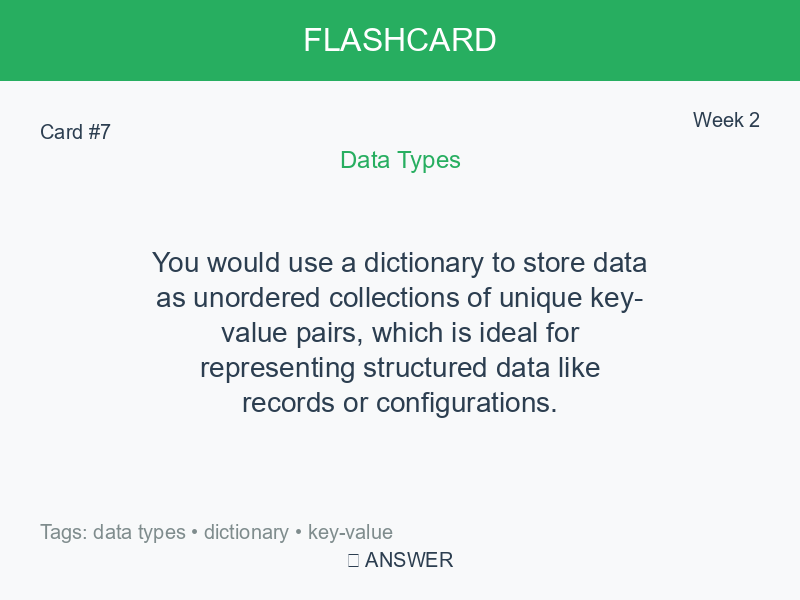 FLASHCARD
Week 2
Card #7
Data Types
You would use a dictionary to store data
as unordered collections of unique key-
value pairs, which is ideal for
representing structured data like
records or configurations.
Tags: data types • dictionary • key-value
ANSWER